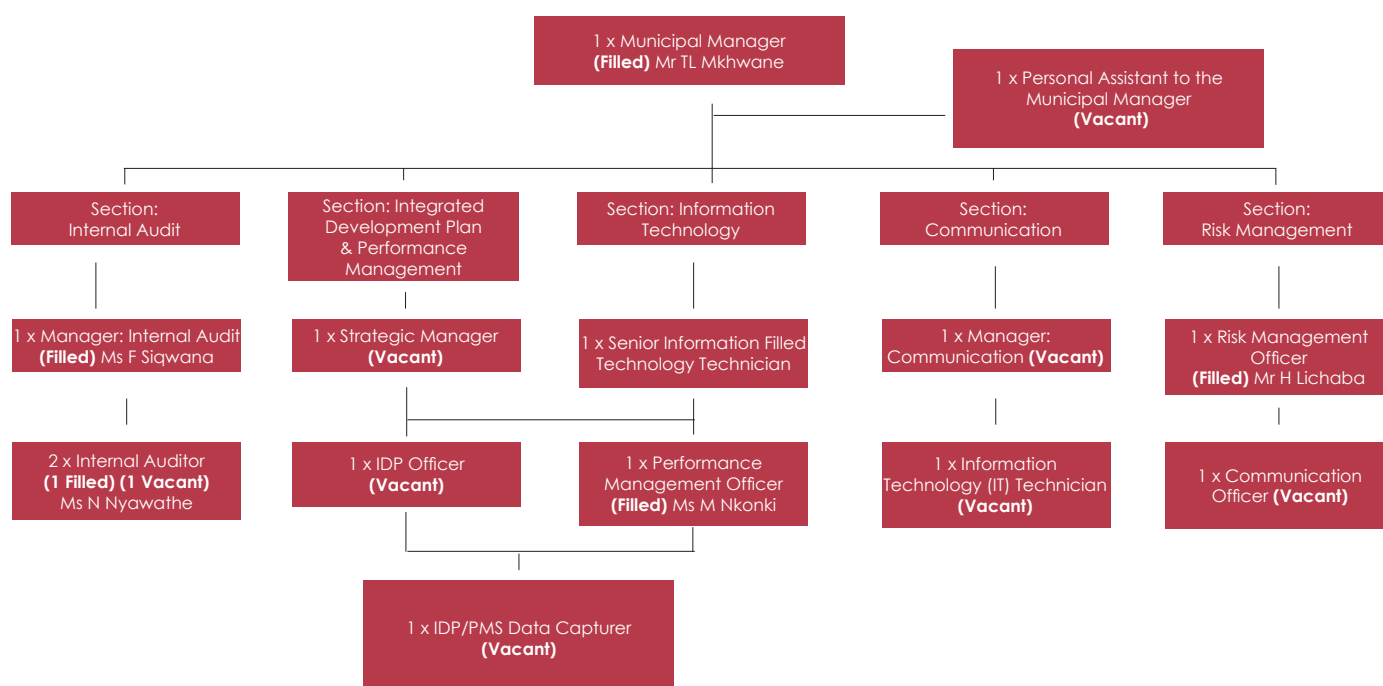 1 x Municipal Manager
(Filled) Mr TL Mkhwane
1 x Personal Assistant to the
Municipal Manager
(Vacant)
Section:
Internal Audit
Section: Integrated
Development Plan
& Performance
Management
Section: Information
Technology
Section:
Communication
Section:
Risk Management
1 x Manager: Internal Audit
(Filled) Ms F Siqwana
1 x Strategic Manager
(Vacant)
1 x Senior Information Filled
Technology Technician
1 x Manager:
Communication (Vacant)
1 x Risk Management
Officer
(Filled) Mr H Lichaba
2 x Internal Auditor
(1 Filled) (1 Vacant)
Ms N Nyawathe
1 x IDP Officer
(Vacant)
1 x Performance
Management Officer
(Filled) Ms M Nkonki
1 x Information
Technology (IT) Technician
(Vacant)
1 x Communication
Officer (Vacant)
1 x IDP/PMS Data Capturer
(Vacant)